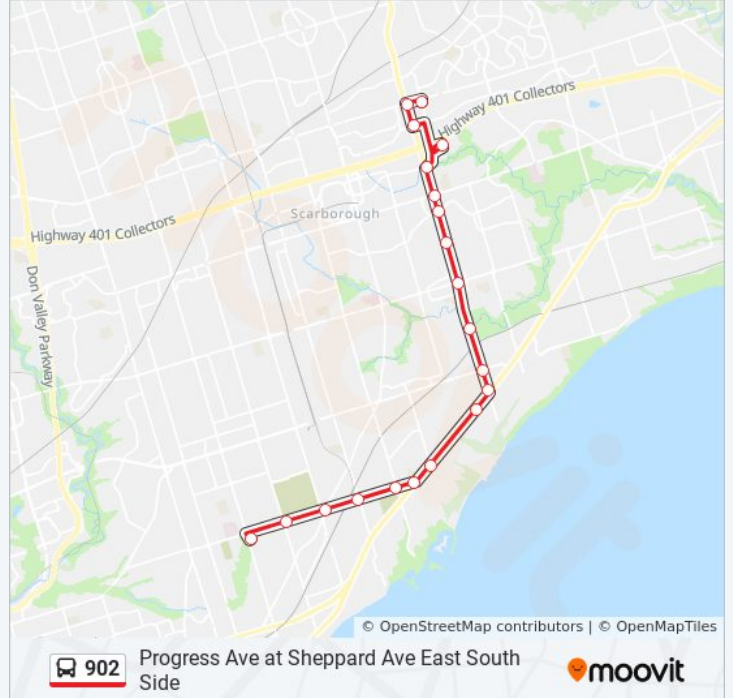 Highway 401 Collectors
Scarborough
Highway 401 Collectors
Don Valley Parkway
© OpenStreetMap contributors | © OpenMapTiles
902
Progress Ave at Sheppard Ave East South
Side
moovit